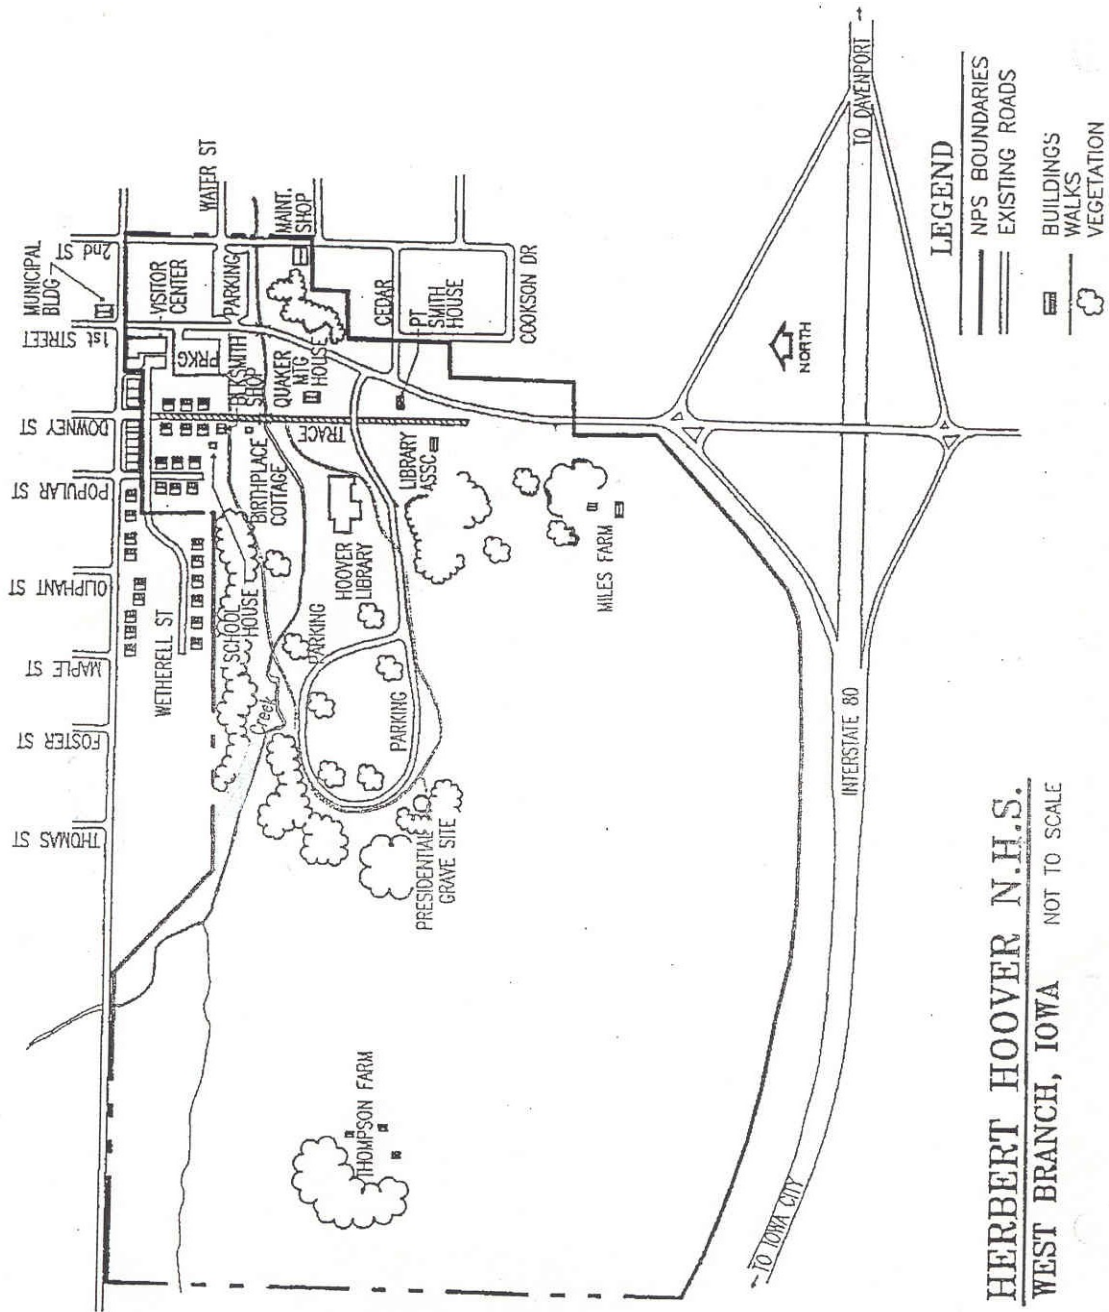 THOMAS ST
FOSTER ST
MAPLE ST
OLIPHANT ST
POPULAR ST
DOWNEY ST
1st. STREET
MUNICIPAL
BLDG
2nd ST
WETHERELL ST
VISITOR
CENTER
WATER ST
PRKG
PARKING
SCHOOL
HOUSE
BIRTHPLACE
COTTAGE
BLKSMITH
SHOP
QUAKER
MTG
HOUSE
MAINT.
SHOP
Creek
PARKING
HOOVER
LIBRARY
TRACE
CEDAR
PT
SMITH
HOUSE
PARKING
LIBRARY
ASSC
COOKSON DR
PRESIDENTIAL
GRAVE SITE
THOMPSON FARM
MILES FARM
NORTH
TO IOWA CITY
INTERSTATE 80
TO DAVENPORT
HERBERT HOOVER N.H.S.
WEST BRANCH, IOWA
NOT TO SCALE
LEGEND
NPS BOUNDARIES
EXISTING ROADS
BUILDINGS
WALKS
VEGETATION